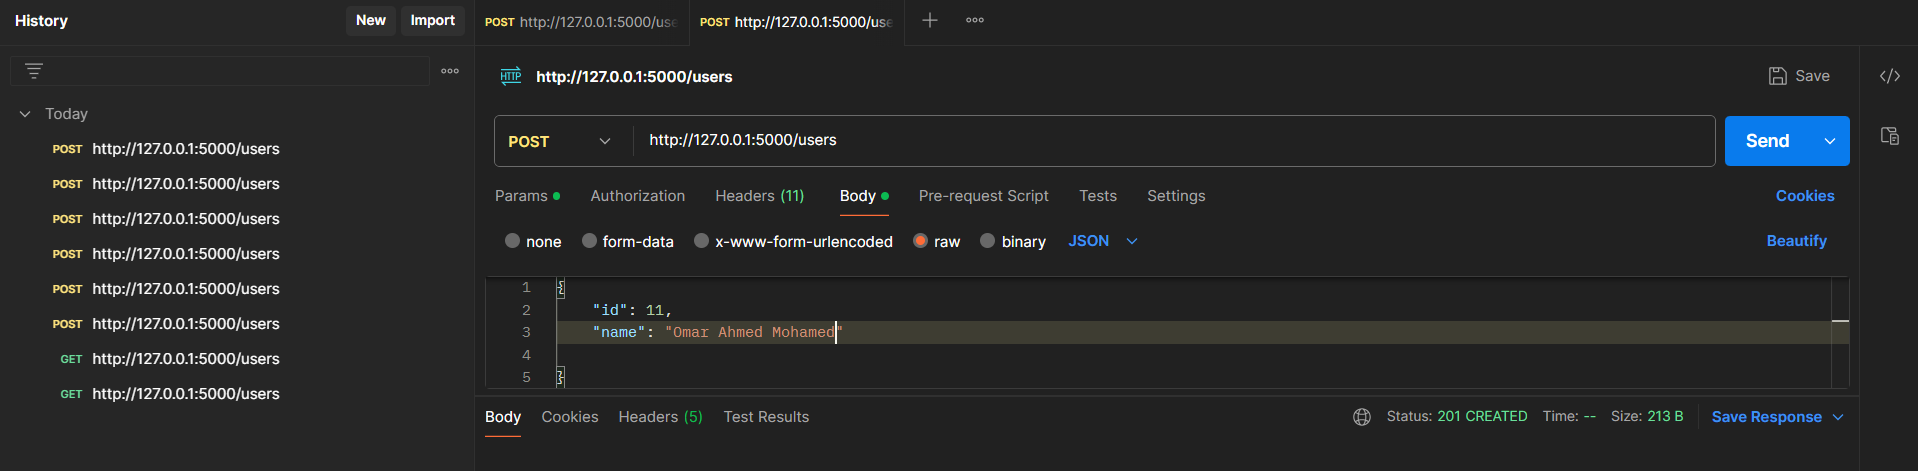 History New Import
POST http://127.0.0.1:5000/use
POST http://127.0.0.1:5000/use
HTTP http://127.0.0.1:5000/users Save
Today
POST http://127.0.0.1:5000/users
POST http://127.0.0.1:5000/users
POST http://127.0.0.1:5000/users
POST http://127.0.0.1:5000/users
POST http://127.0.0.1:5000/users
POST http://127.0.0.1:5000/users
GET http://127.0.0.1:5000/users
GET http://127.0.0.1:5000/users
POST http://127.0.0.1:5000/users Send
Params Authorization Headers (11) Body Pre-request Script Tests Settings Cookies
none form-data x-www-form-urlencoded raw binary JSON Beautify
1 {
2 "id": 11,
3 "name": "Omar Ahmed Mohamed"
4
5 }
Body Cookies Headers (5) Test Results Status: 201 CREATED Time: -- Size: 213 B Save Response